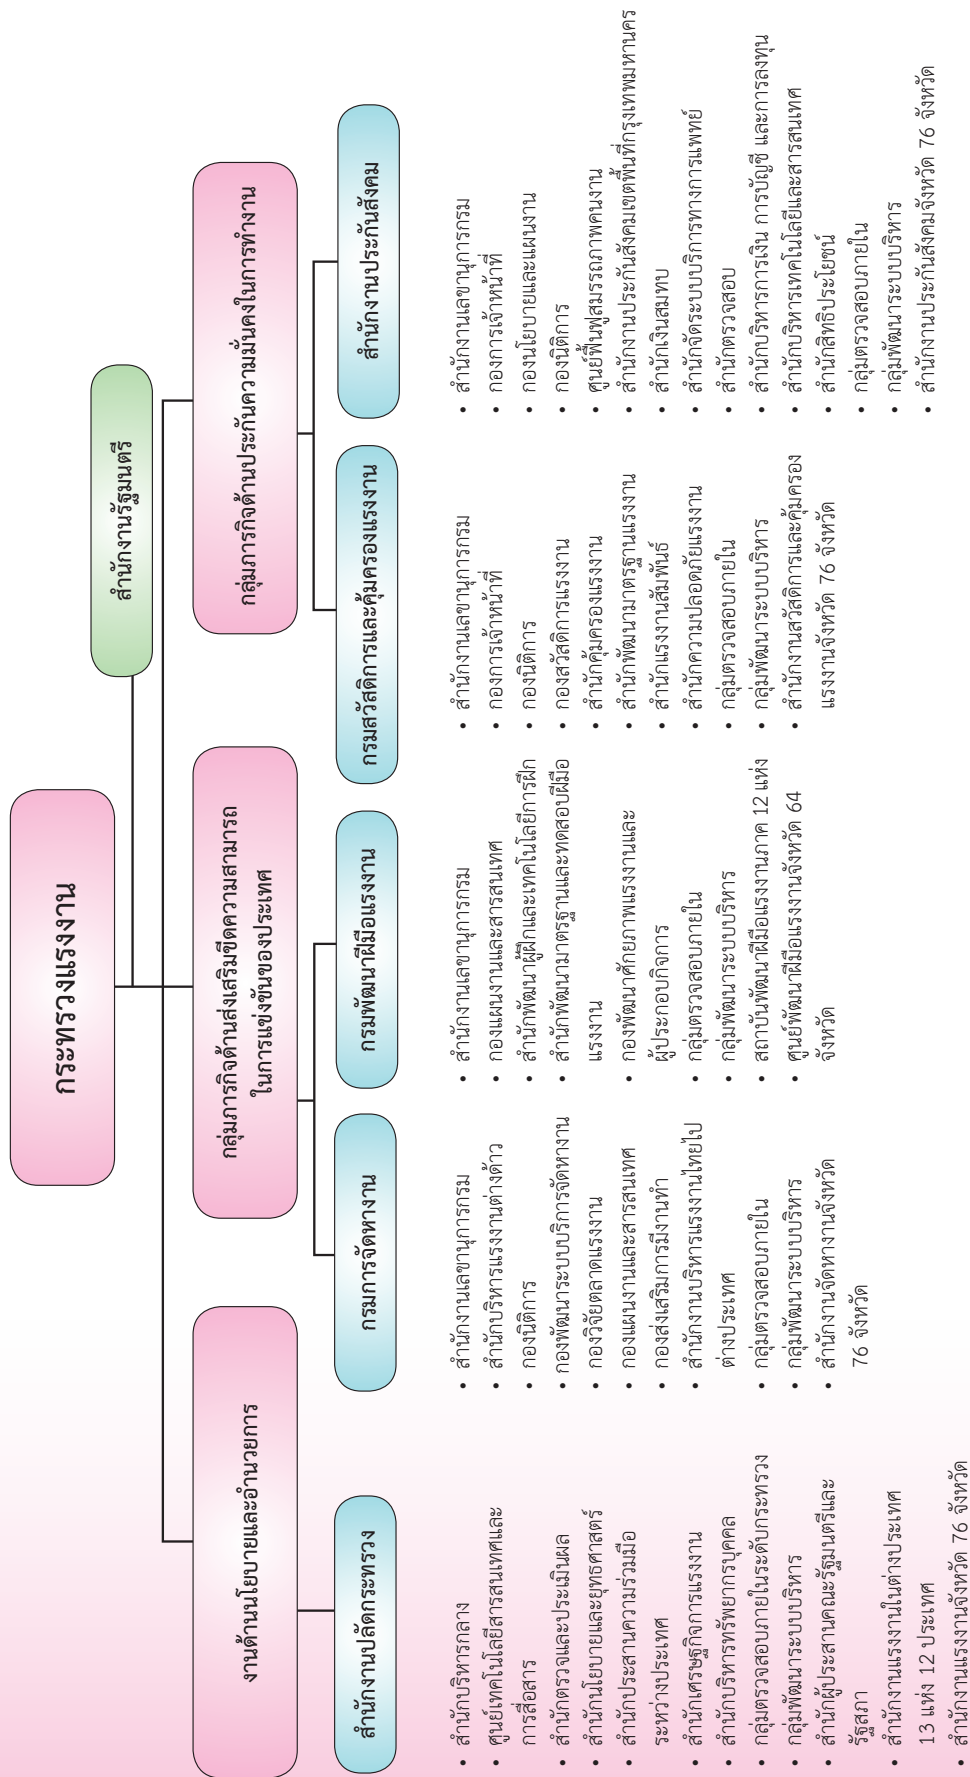 กระทรวงแรงงาน
สำนักงานรัฐมนตรี
งานด้านนโยบายและอำนวยการ
กลุ่มภารกิจด้านส่งเสริมขีดความสามารถ
ในการแข่งขันของประเทศ
กลุ่มภารกิจด้านประกันความมั่นคงในการทำงาน
สำนักงานปลัดกระทรวง
• สำนักบริหารกลาง
• ศูนย์เทคโนโลยีสารสนเทศและ
การสื่อสาร
• สำนักตรวจและประเมินผล
• สำนักนโยบายและยุทธศาสตร์
• สำนักประสานความร่วมมือ
ระหว่างประเทศ
• สำนักเศรษฐกิจการแรงงาน
• สำนักบริหารทรัพยากรบุคคล
• กลุ่มตรวจสอบภายในระดับกระทรวง
• กลุ่มพัฒนาระบบบริหาร
• สำนักผู้ประสานคณะรัฐมนตรีและ
รัฐสภา
• สำนักงานแรงงานในต่างประเทศ
13 แห่ง 12 ประเทศ
• สำนักงานแรงงานจังหวัด 76 จังหวัด
กรมการจัดหางาน
• สำนักงานเลขานุการกรม
• สำนักบริหารแรงงานต่างด้าว
• กองนิติการ
• กองพัฒนาระบบบริการจัดหางาน
• กองวิจัยตลาดแรงงาน
• กองแผนงานและสารสนเทศ
• กองส่งเสริมการมีงานทำ
• สำนักงานบริหารแรงงานไทยไป
ต่างประเทศ
• กลุ่มตรวจสอบภายใน
• กลุ่มพัฒนาระบบบริหาร
• สำนักงานจัดหางานจังหวัด
76 จังหวัด
กรมพัฒนาฝีมือแรงงาน
• สำนักงานเลขานุการกรม
• กองแผนงานและสารสนเทศ
• สำนักพัฒนาผู้ฝึกและเทคโนโลยีการฝึก
• สำนักพัฒนามาตรฐานและทดสอบฝีมือ
แรงงาน
• กองพัฒนาศักยภาพแรงงานและ
ผู้ประกอบกิจการ
• กลุ่มตรวจสอบภายใน
• กลุ่มพัฒนาระบบบริหาร
• สถาบันพัฒนาฝีมือแรงงานภาค 12 แห่ง
• ศูนย์พัฒนาฝีมือแรงงานจังหวัด 64
จังหวัด
กรมสวัสดิการและคุ้มครองแรงงาน
• สำนักงานเลขานุการกรม
• กองการเจ้าหน้าที่
• กองนิติการ
• กองสวัสดิการแรงงาน
• สำนักคุ้มครองแรงงาน
• สำนักพัฒนามาตรฐานแรงงาน
• สำนักแรงงานสัมพันธ์
• สำนักความปลอดภัยแรงงาน
• กลุ่มตรวจสอบภายใน
• กลุ่มพัฒนาระบบบริหาร
• สำนักงานสวัสดิการและคุ้มครอง
แรงงานจังหวัด 76 จังหวัด
สำนักงานประกันสังคม
• สำนักงานเลขานุการกรม
• กองการเจ้าหน้าที่
• กองนโยบายและแผนงาน
• กองนิติการ
• ศูนย์ฟื้นฟูสมรรถภาพคนงาน
• สำนักงานประกันสังคมเขตพื้นที่กรุงเทพมหานคร
• สำนักเงินสมทบ
• สำนักจัดระบบบริการทางการแพทย์
• สำนักตรวจสอบ
• สำนักบริหารการเงิน การบัญชี และการลงทุน
• สำนักบริหารเทคโนโลยีและสารสนเทศ
• สำนักสิทธิประโยชน์
• กลุ่มตรวจสอบภายใน
• กลุ่มพัฒนาระบบบริหาร
• สำนักงานประกันสังคมจังหวัด 76 จังหวัด